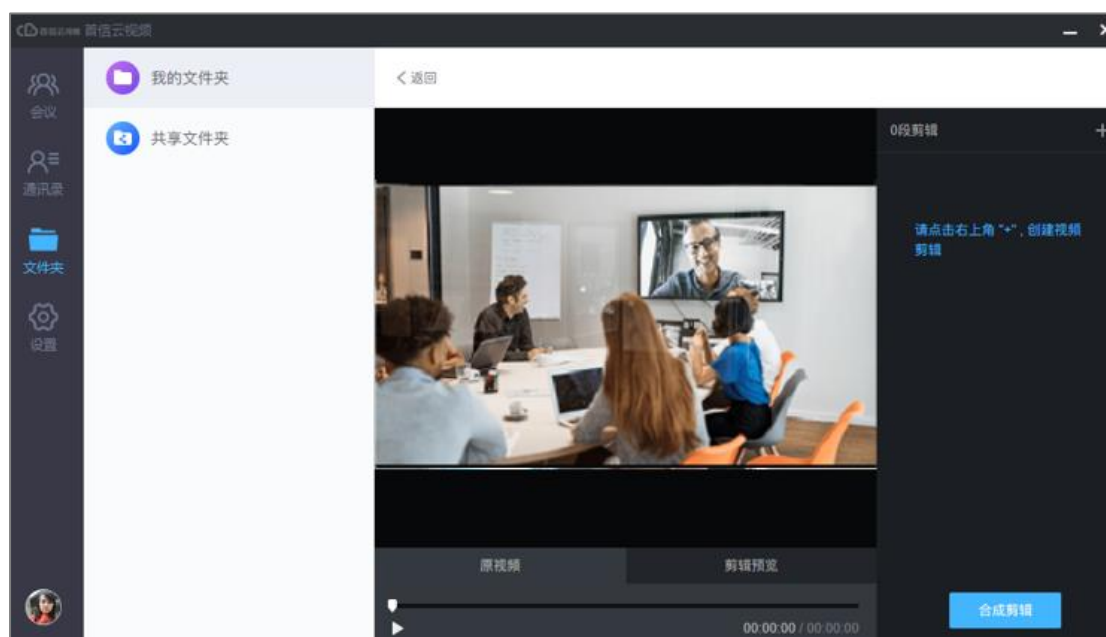 首信云视频
会议
通讯录
文件夹
设置
我的文件夹
共享文件夹
返回
0段剪辑
+
请点击右上角“+”，创建视频
剪辑
原视频
剪辑预览
00:00:00 / 00:00:00
合成剪辑